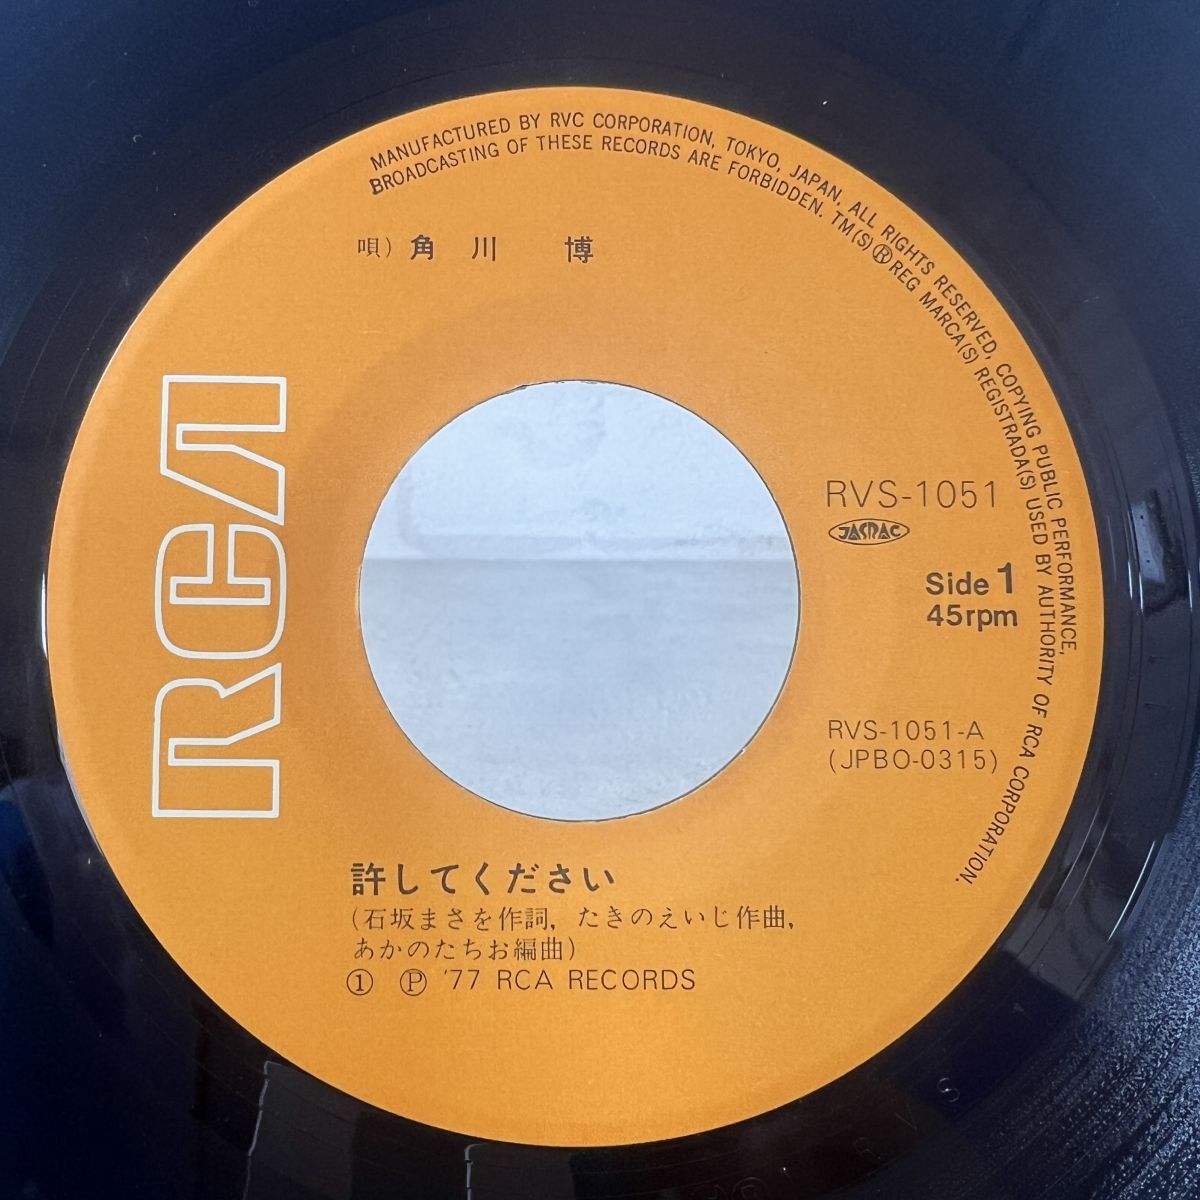 MANUFACTURED BY RVC CORPORATION, TOKYO, JAPAN, ALL RIGHTS RESERVED, COPYING PUBLIC PERFORMANCE,
BROADCASTING OF THESE RECORDS ARE FORBIDDEN. TM(S)®REG MARCA(S) REGISTRADA(S) USED BY AUTHORITY OF RCA CORPORATION.
唄) 角川 博
RCA
RVS-1051
JASRAC
Side 1
45rpm
RVS-1051-A
(JPBO-0315)
許してください
(石坂まさを作詞, たきのえいじ作曲,
あかのたちお編曲)
① Ⓟ '77 RCA RECORDS